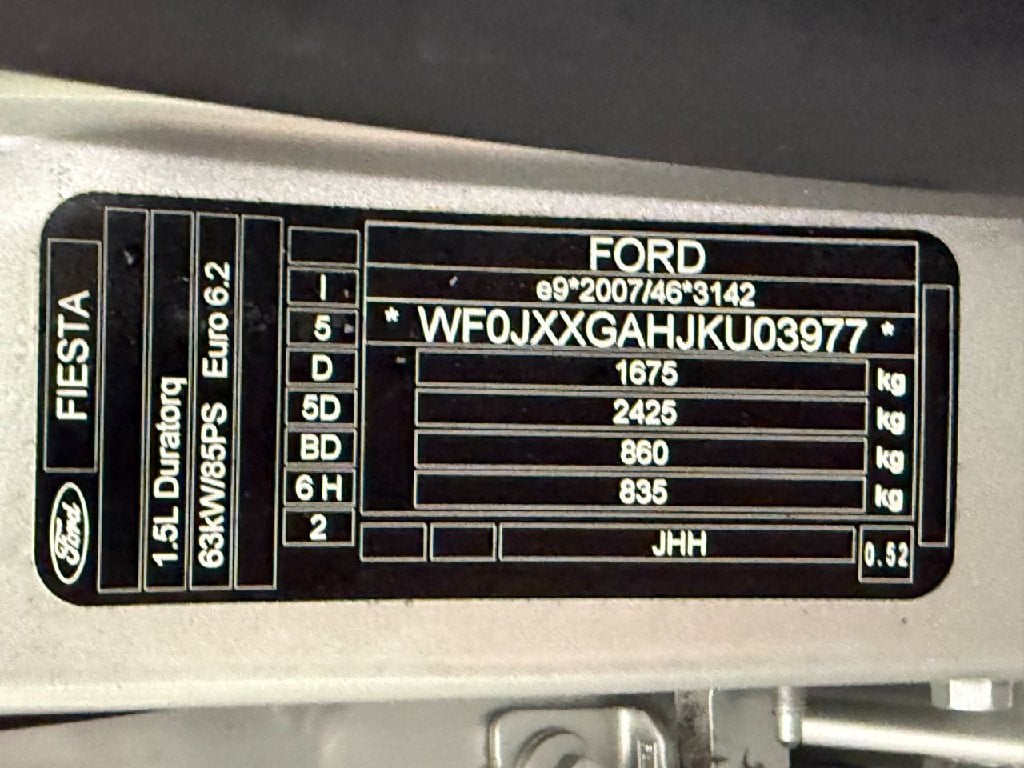 FORD
e9*2007/46*3142
* WF0JXXGAHJKU03977 *
1675 kg
2425 kg
860 kg
835 kg
JHH
0.52
I
5
D
5D
BD
6 H
2
FIESTA
Ford
1.5L Duratorq
63kW/85PS Euro 6.2